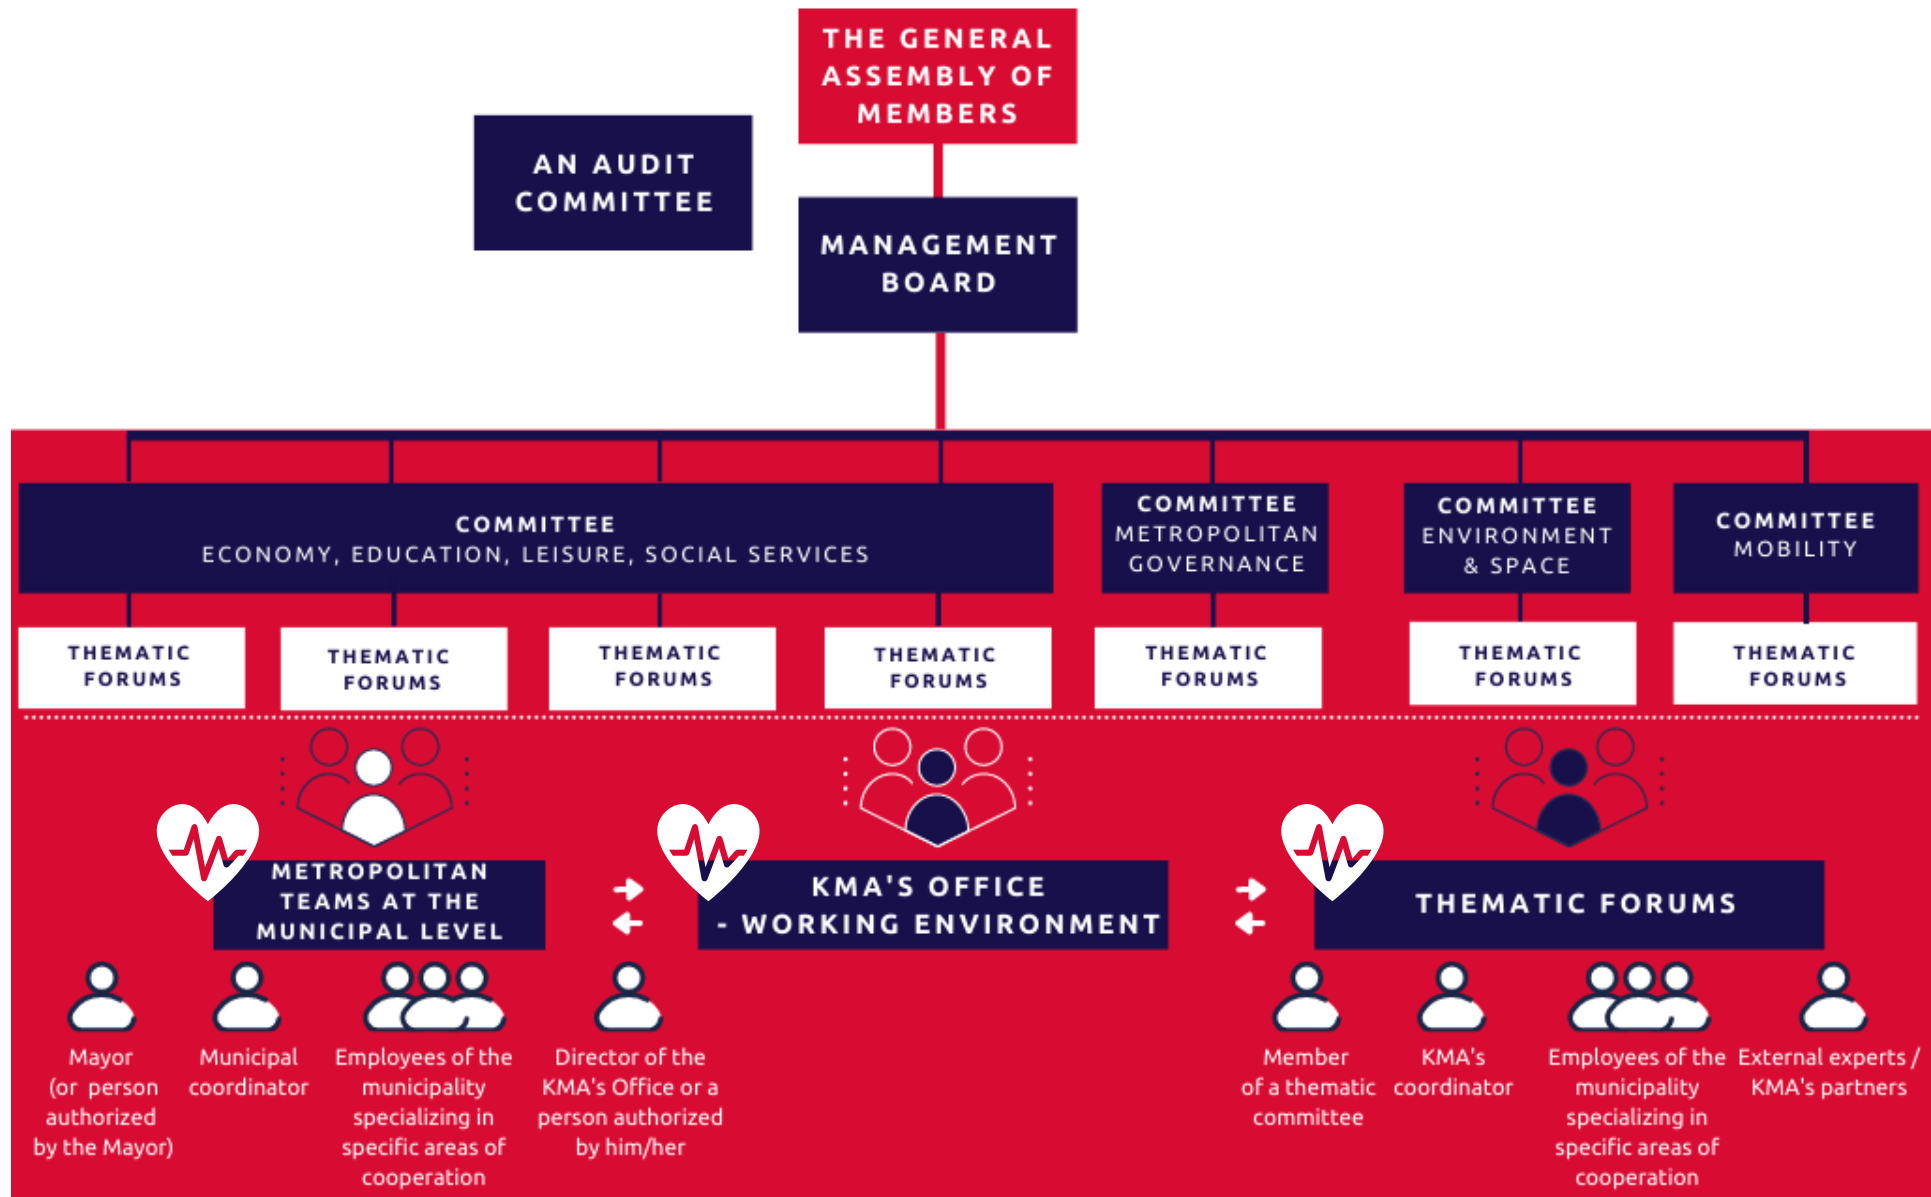 THE GENERAL
ASSEMBLY OF
MEMBERS
AN AUDIT
COMMITTEE
MANAGEMENT
BOARD
COMMITTEE
ECONOMY, EDUCATION, LEISURE, SOCIAL SERVICES
COMMITTEE
METROPOLITAN
GOVERNANCE
COMMITTEE
ENVIRONMENT
& SPACE
COMMITTEE
MOBILITY
THEMATIC
FORUMS
THEMATIC
FORUMS
THEMATIC
FORUMS
THEMATIC
FORUMS
THEMATIC
FORUMS
THEMATIC
FORUMS
THEMATIC
FORUMS
METROPOLITAN
TEAMS AT THE
MUNICIPAL LEVEL
KMA'S OFFICE
- WORKING ENVIRONMENT
THEMATIC FORUMS
Mayor
(or person
authorized
by the Mayor)
Municipal
coordinator
Employees of the
municipality
specializing in
specific areas of
cooperation
Director of the
KMA's Office or a
person authorized
by him/her
Member
of a thematic
committee
KMA's
coordinator
Employees of the
municipality
specializing in
specific areas of
cooperation
External experts /
KMA's partners